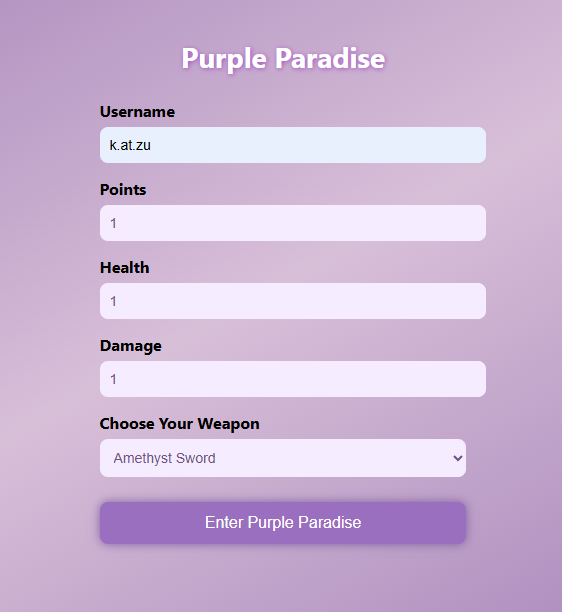 Purple Paradise
Username
k.at.zu
Points
1
Health
1
Damage
1
Choose Your Weapon
Amethyst Sword
Enter Purple Paradise